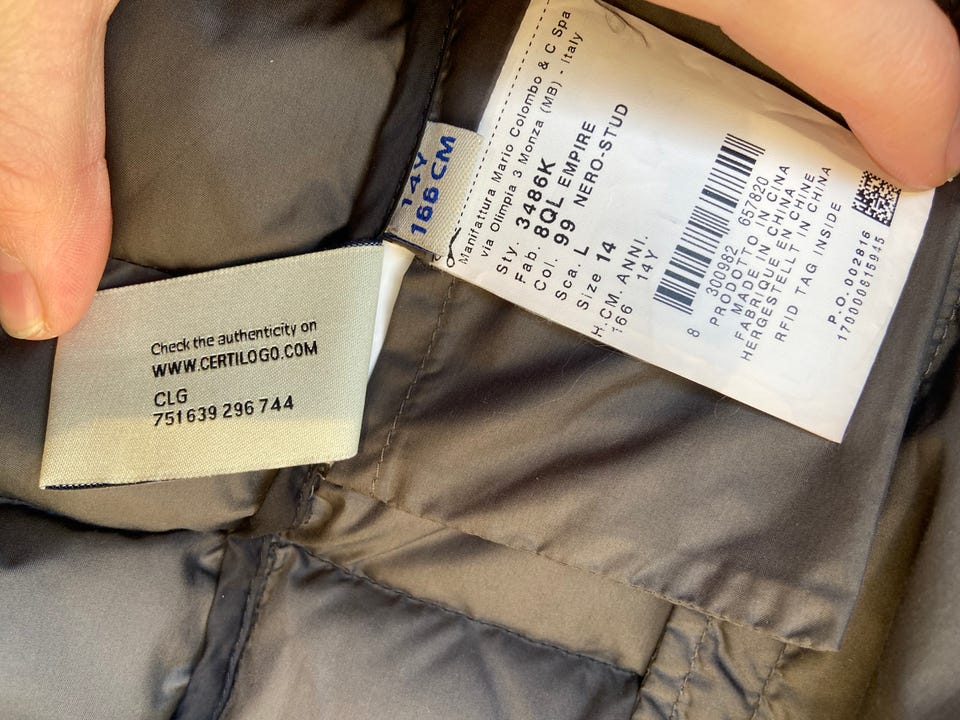 Check the authenticity on
WWW.CERTILOGO.COM
CLG
751639 296 744
14Y
166 CM
Manifattura Mario Colombo & C Spa
via Olimpia 3 Monza (MB) - Italy
Sty. 3486K
Fab. 8QL EMPIRE
Col. 99 NERO-STUD
Sca. L
Size 14
H.CM. ANNI.
166 14Y
8 300982 657820
PRODOTTO IN CINA
MADE IN CHINA
FABRIQUE EN CHINE
HERGESTELLT IN CHINA
RFID TAG INSIDE
P.O. 002816
170000815945